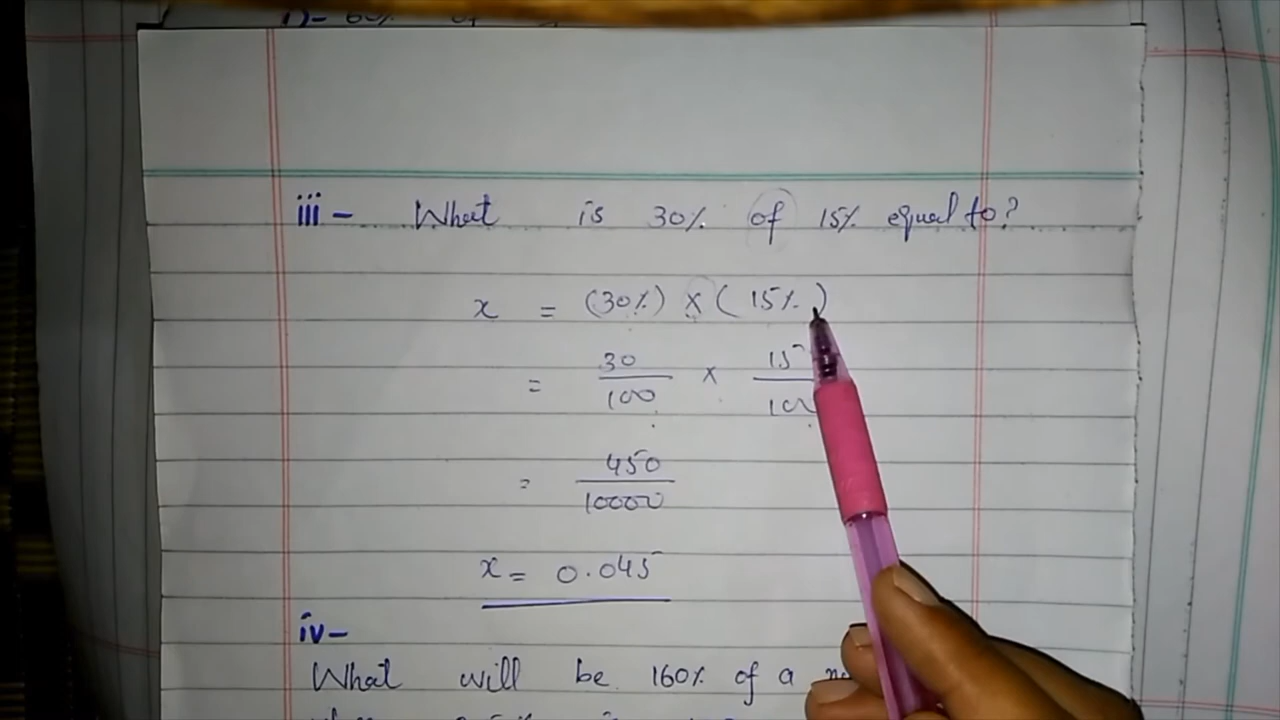 iii- What is 30% of 15% equal to?
x = (30%) × (15%)
= 30/100 × 15/100
= 450/10000
x = 0.045
iv-
What will be 160% of a